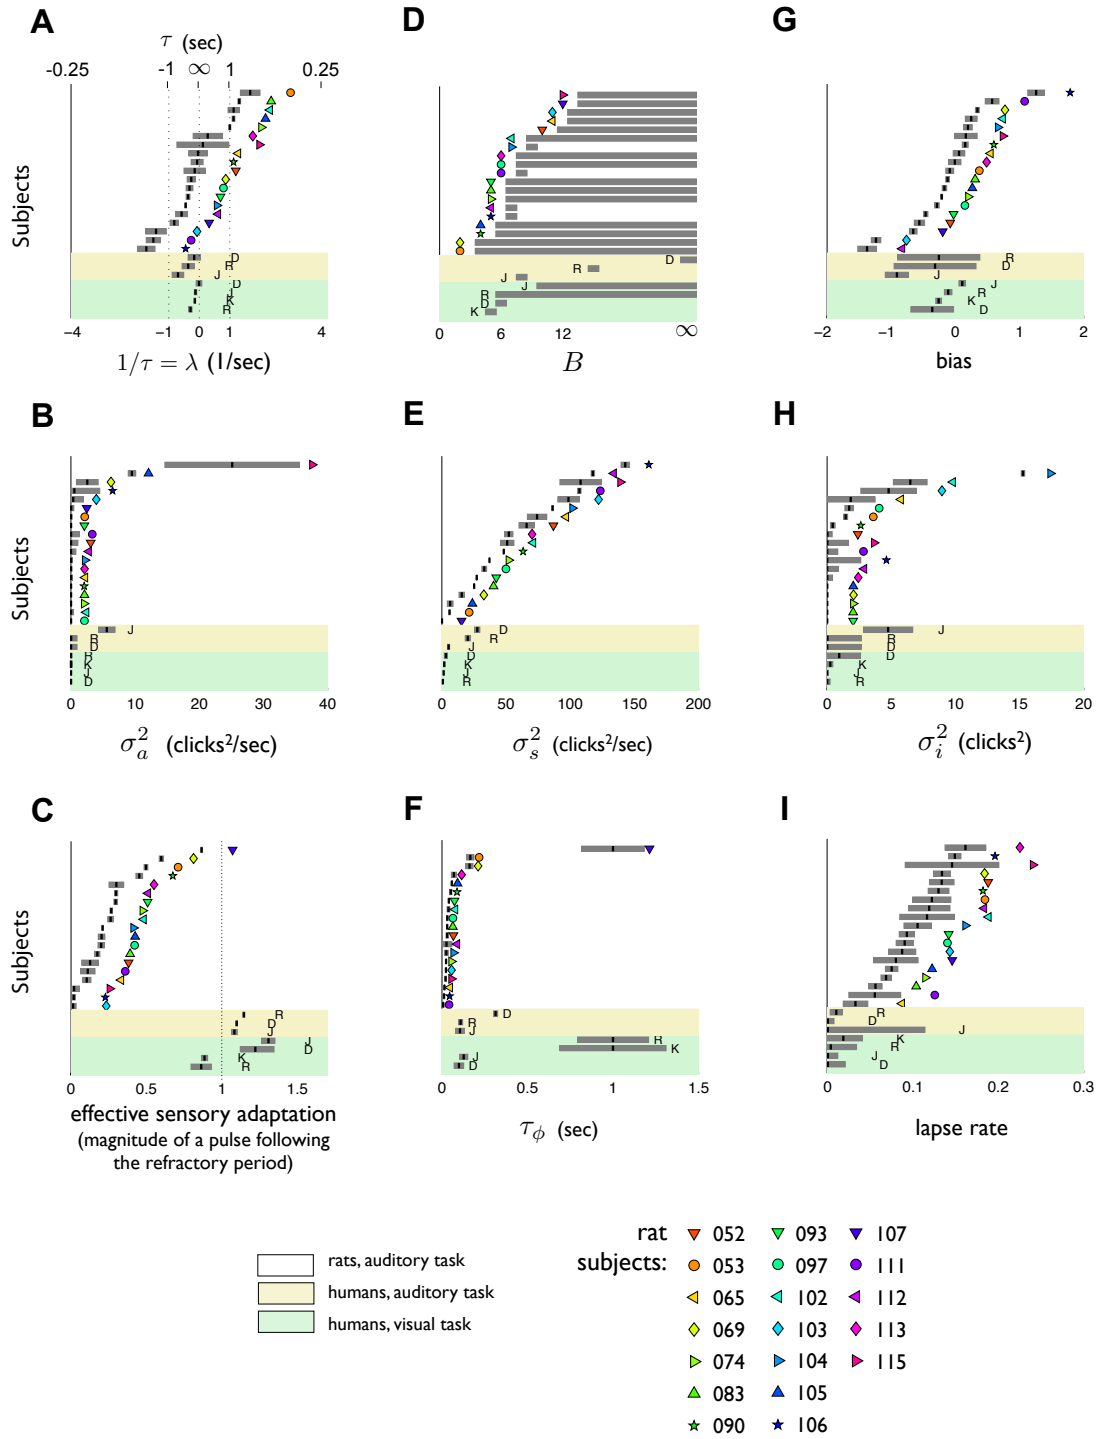 A
τ (sec)
-0.25 -1 ∞ 1 0.25
Subjects
D
R
J
D
J
K
R
-4 -1 0 1 4
1/τ = λ (1/sec)
D
D
R
J
J
R
D
K
0 6 12 ∞
B
G
R
D
J
J
R
K
D
-2 -1 0 1 2
bias
B
Subjects
J
R
D
R
K
J
D
0 10 20 30 40
σ²ₐ (clicks²/sec)
E
D
R
J
D
K
J
R
0 50 100 150 200
σ²ₛ (clicks²/sec)
H
J
R
D
D
K
J
R
0 5 10 15 20
σ²ᵢ (clicks²)
C
Subjects
R
D
J
J
D
K
R
0 0.5 1 1.5
effective sensory adaptation
(magnitude of a pulse following
the refractory period)
F
D
R
J
R
K
J
D
0 0.5 1 1.5
τϕ (sec)
I
R
D
J
K
R
J
D
0 0.1 0.2 0.3
lapse rate
rats, auditory task
humans, auditory task
humans, visual task
rat
subjects:
052 093 107
053 097 111
065 102 112
069 103 113
074 104 115
083 105
090 106